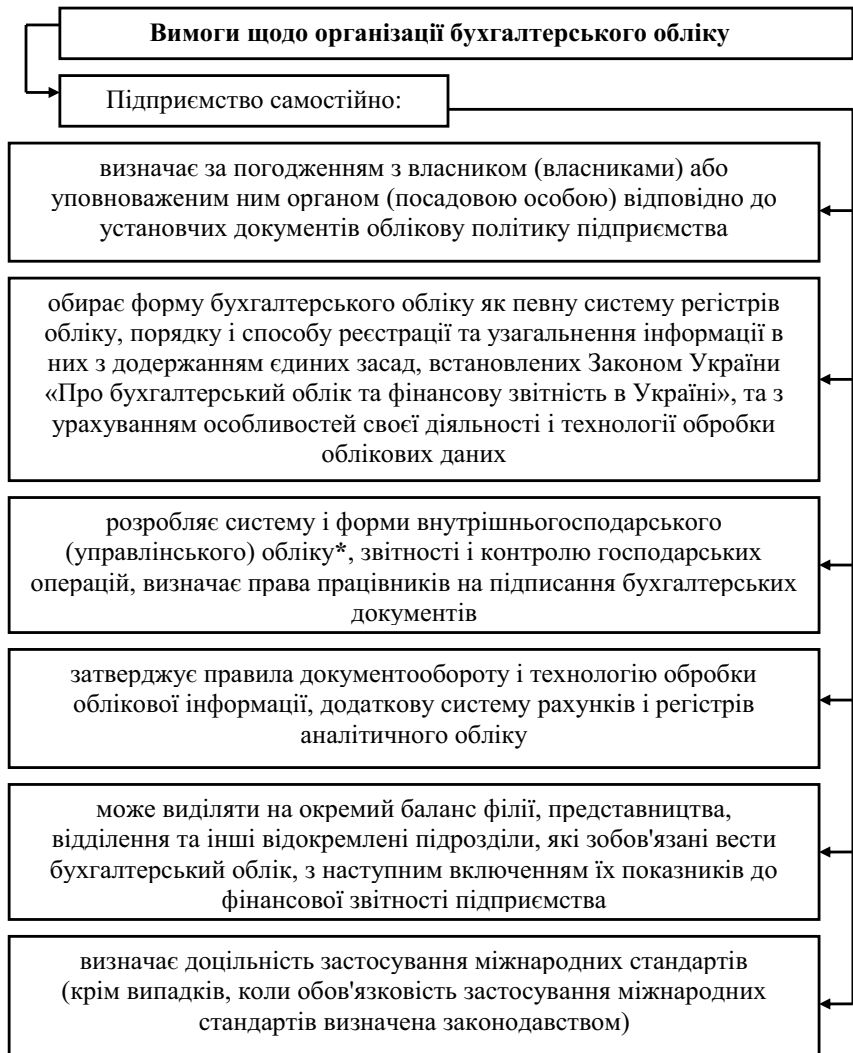 Вимоги щодо організації бухгалтерського обліку
Підприємство самостійно:
визначає за погодженням з власником (власниками) або
уповноваженим ним органом (посадовою особою) відповідно до
установчих документів облікову політику підприємства
обирає форму бухгалтерського обліку як певну систему регістрів
обліку, порядку і способу реєстрації та узагальнення інформації в
них з додержанням єдиних засад, встановлених Законом України
«Про бухгалтерський облік та фінансову звітність в Україні», та з
урахуванням особливостей своєї діяльності і технології обробки
облікових даних
розробляє систему і форми внутрішньогосподарського
(управлінського) обліку*, звітності і контролю господарських
операцій, визначає права працівників на підписання бухгалтерських
документів
затверджує правила документообороту і технологію обробки
облікової інформації, додаткову систему рахунків і регістрів
аналітичного обліку
може виділяти на окремий баланс філії, представництва,
відділення та інші відокремлені підрозділи, які зобов'язані вести
бухгалтерський облік, з наступним включенням їх показників до
фінансової звітності підприємства
визначає доцільність застосування міжнародних стандартів
(крім випадків, коли обов'язковість застосування міжнародних
стандартів визначена законодавством)